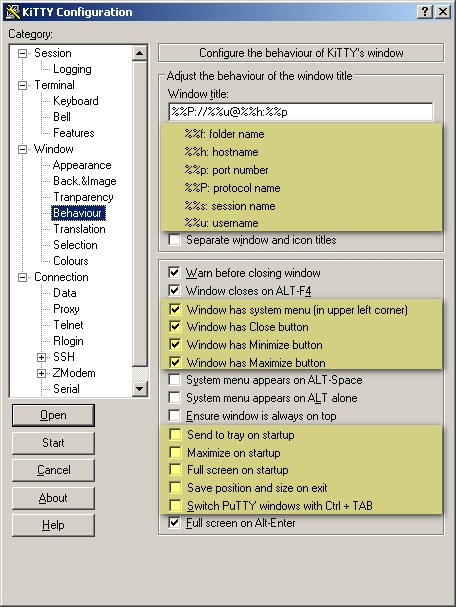 KiTTY Configuration
Category:
Session
Logging
Terminal
Keyboard
Bell
Features
Window
Appearance
Back.&Image
Tranparency
Behaviour
Translation
Selection
Colours
Connection
Data
Proxy
Telnet
Rlogin
SSH
ZModem
Serial
Open
Start
Cancel
About
Help
Configure the behaviour of KiTTY''s window
Adjust the behaviour of the window title
Window title:
%%P://%%u@%%h:%%p
%%f: folder name
%%h: hostname
%%p: port number
%%P: protocol name
%%s: session name
%%u: username
Separate window and icon titles
Warn before closing window
Window closes on ALT-F4
Window has system menu (in upper left corner)
Window has Close button
Window has Minimize button
Window has Maximize button
System menu appears on ALT-Space
System menu appears on ALT alone
Ensure window is always on top
Send to tray on startup
Maximize on startup
Full screen on startup
Save position and size on exit
Switch PuTTY windows with Ctrl + TAB
Full screen on Alt-Enter